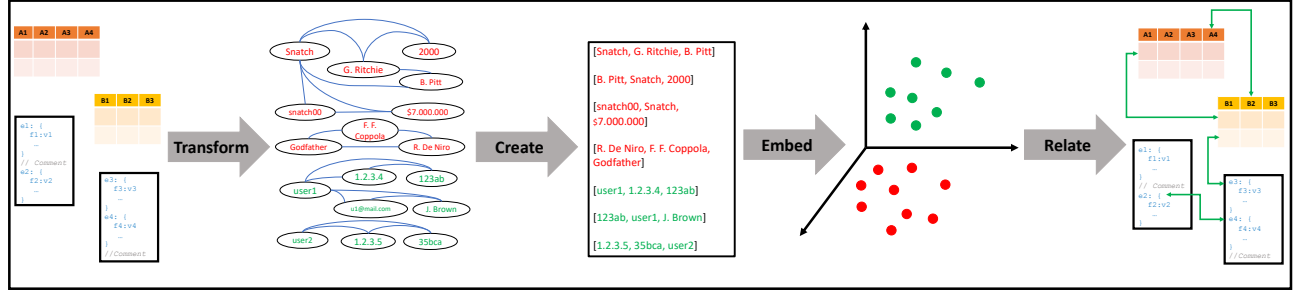 A1 A2 A3 A4
B1 B2 B3
e1: {
f1:v1
…
}
// Comment
e2: {
f2:v2
…
}
e3: {
f3:v3
…
}
e4: {
f4:v4
…
}
//Comment
Transform
Snatch
2000
G. Ritchie
B. Pitt
snatch00
$7.000.000
F. F.
Coppola
Godfather
R. De Niro
user1
1.2.3.4
123ab
u1@mail.com
J. Brown
user2
1.2.3.5
35bca
Create
[Snatch, G. Ritchie, B. Pitt]
[B. Pitt, Snatch, 2000]
[snatch00, Snatch,
$7.000.000]
[R. De Niro, F. F. Coppola,
Godfather]
[user1, 1.2.3.4, 123ab]
[123ab, user1, J. Brown]
[1.2.3.5, 35bca, user2]
Embed
Relate
A1 A2 A3 A4
B1 B2 B3
e1: {
f1:v1
…
}
// Comment
e2: {
f2:v2
…
}
e3: {
f3:v3
…
}
e4: {
f4:v4
…
}
//Comment